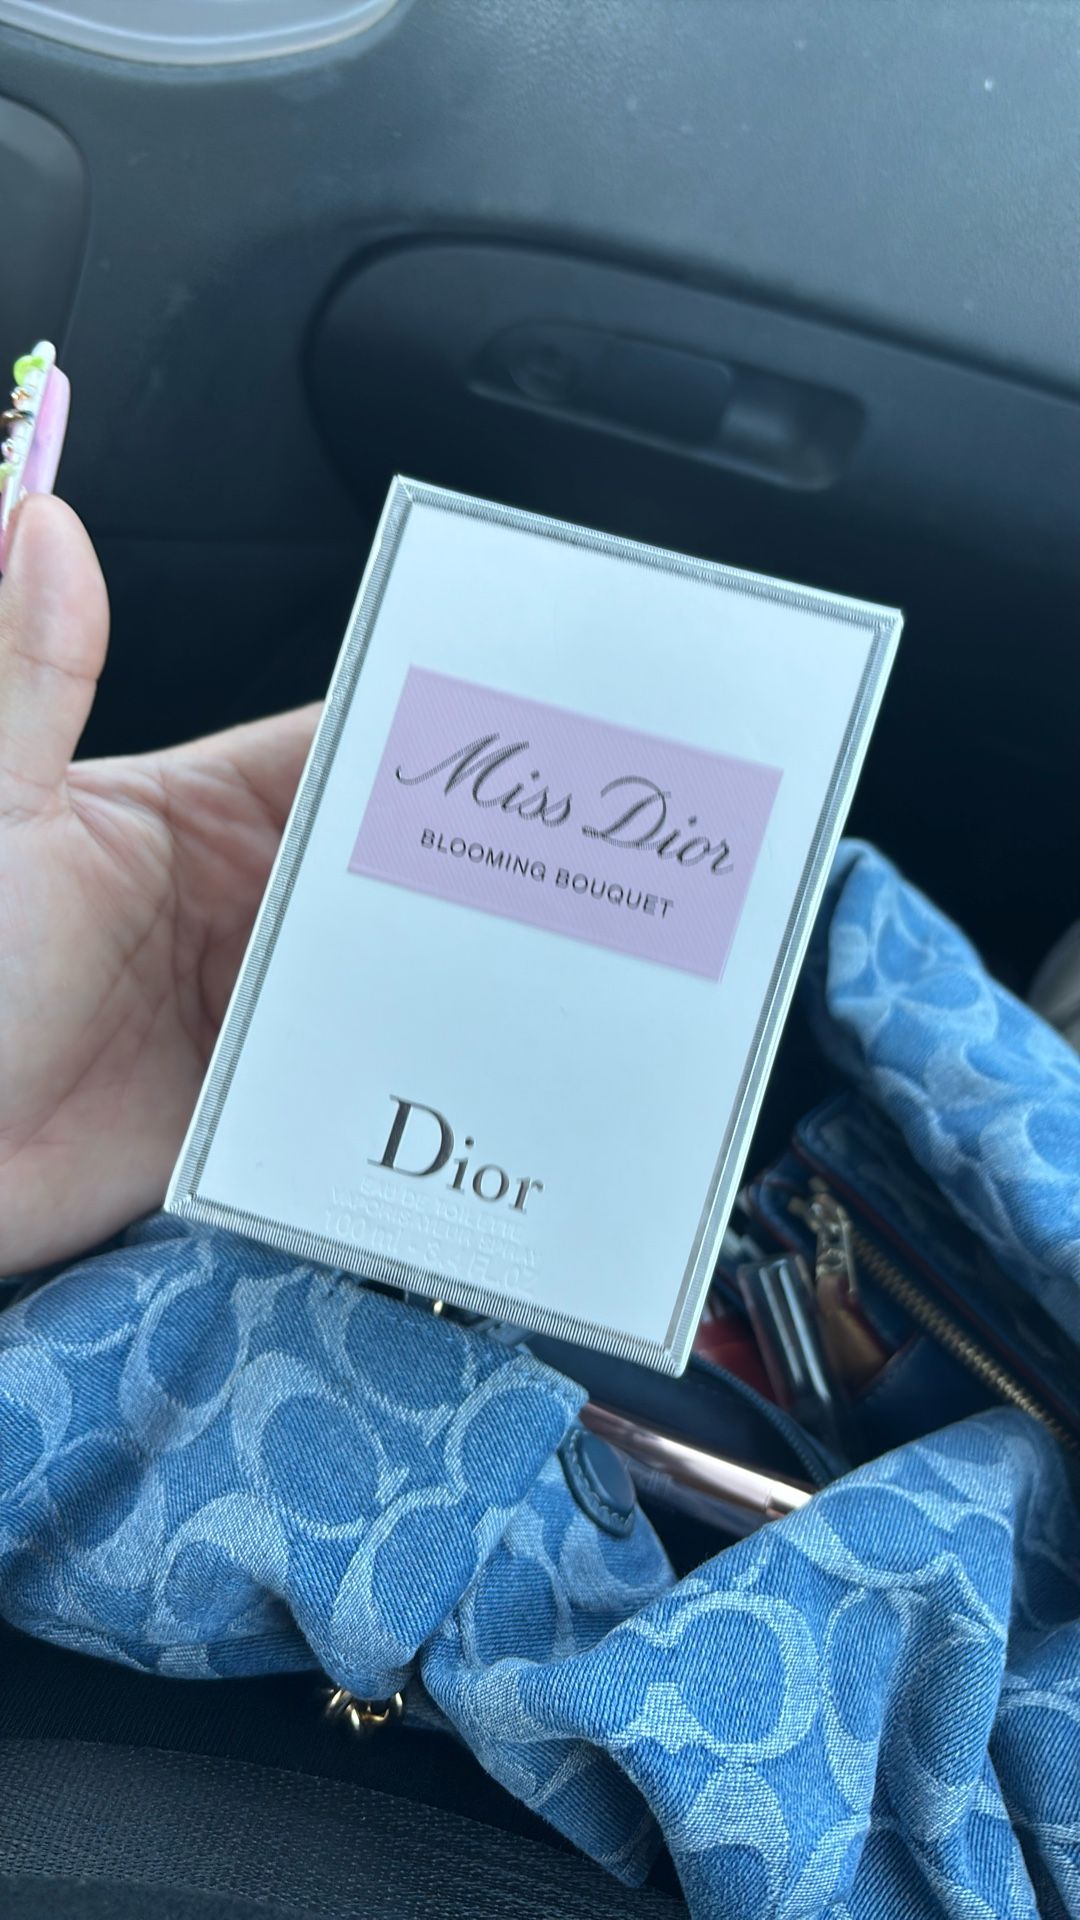 Miss Dior
BLOOMING BOUQUET
Dior
EAU DE TOILETTE
VAPORISATEUR SPRAY
100 ml - 3.4 FL.OZ